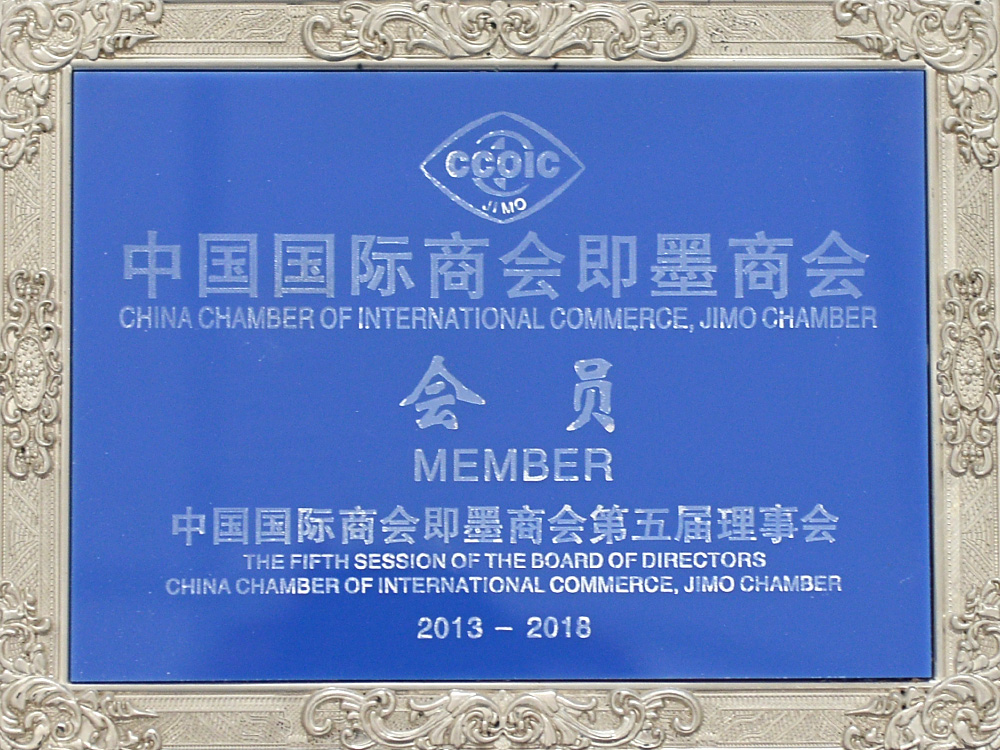 CCOIC
JIMO
中国国际商会即墨商会
CHINA CHAMBER OF INTERNATIONAL COMMERCE, JIMO CHAMBER
会 员
MEMBER
中国国际商会即墨商会第五届理事会
THE FIFTH SESSION OF THE BOARD OF DIRECTORS
CHINA CHAMBER OF INTERNATIONAL COMMERCE, JIMO CHAMBER
2013 – 2018